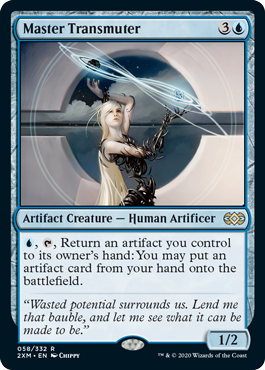 Master Transmuter 3
Artifact Creature — Human Artificer
, , Return an artifact you control
to its owner's hand: You may put an
artifact card from your hand onto the
battlefield.
"Wasted potential surrounds us. Lend me
that bauble, and let me see what it can be
made to be."
1/2
058/332 R
2XM • EN CHIPPY
™ & © 2020 Wizards of the Coast